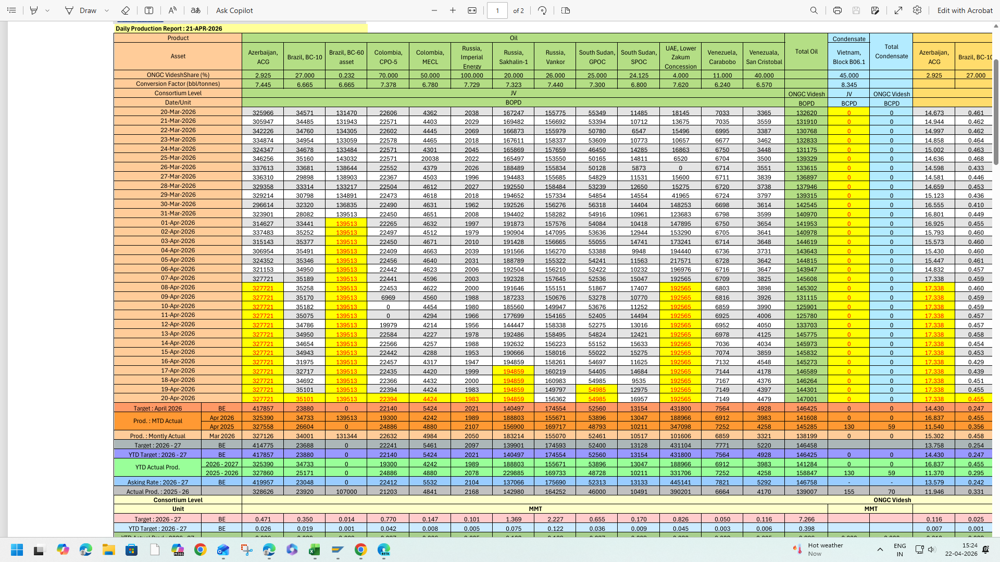 Draw
Ask Copilot
1 of 2
Edit with Acrobat
Daily Production Report : 21-APR-2026
Product Oil Condensate
Asset Azerbaijan, ACG Brazil, BC-10 Brazil, BC-60 asset Colombia, CPO-5 Colombia, MECL Russia, Imperial Energy Russia, Sakhalin-1 Russia, Vankor South Sudan, GPOC South Sudan, SPOC UAE, Lower Zakum Concession Venezuela, Carabobo Venezuala, San Cristobal Total Oil Vietnam, Block B06.1 Total Condensate Azerbaijan, ACG Brazil, BC-10
ONGC VideshShare (%) 2.925 27.000 0.232 70.000 50.000 100.000 20.000 26.000 25.000 24.125 4.000 11.000 40.000 45.000 2.925 27.000
Conversion Factor (bbl/tonnes) 7.445 6.665 6.665 7.378 6.780 7.729 7.323 7.440 7.300 6.800 7.620 6.240 6.570 8.345
Consortium Level JV ONGC Videsh JV ONGC Videsh
Date/Unit BOPD BOPD BCPD BCPD
20-Mar-2026 325966 34571 131470 22606 4362 2038 167247 155775 55349 11485 18145 7033 3365 132620 0 0 14.673 0.461
21-Mar-2026 305947 34485 131943 22571 4403 2029 169482 156692 53394 10712 13675 7035 3559 131910 0 0 14.944 0.462
22-Mar-2026 342226 34760 134305 22602 4445 2069 166873 155979 50780 6547 15496 6995 3387 130768 0 0 14.997 0.462
23-Mar-2026 334874 34954 133059 22578 4465 2018 167611 158337 53609 10773 10657 6677 3462 132833 0 0 14.858 0.464
24-Mar-2026 324347 34678 133484 22571 4301 2045 165869 157659 46450 14285 16863 6750 3448 131175 0 0 15.002 0.463
25-Mar-2026 346256 35160 143032 22571 20038 2022 165497 153550 50165 14811 6520 6704 3500 139329 0 0 14.636 0.468
26-Mar-2026 337613 33681 138644 22552 4379 2026 188489 155834 50128 5873 0 6714 3551 133615 0 0 14.598 0.433
27-Mar-2026 336310 29898 138903 22367 4503 1996 194483 155685 54829 11531 15600 6711 3839 136897 0 0 14.581 0.446
28-Mar-2026 329358 33314 133217 22504 4612 2027 192550 158484 53239 12650 15275 6720 3738 137946 0 0 14.659 0.453
29-Mar-2026 329214 30798 134891 22473 4618 2018 194652 157334 54854 14554 41965 6724 3797 139315 0 0 15.123 0.436
30-Mar-2026 296614 32320 136835 22490 4631 1962 192526 156276 56318 14404 148253 6698 3614 142545 0 0 16.555 0.410
31-Mar-2026 323901 28082 139513 22450 4651 2008 194402 158282 54916 10961 123683 6798 3599 140970 0 0 16.801 0.449
01-Apr-2026 314627 33441 139513 22265 4632 1997 191873 157576 54084 10418 147895 6750 3654 141953 0 0 16.925 0.455
02-Apr-2026 337483 35252 139513 22497 4512 1979 190904 147095 53636 12944 153290 6705 3641 140978 0 0 15.793 0.460
03-Apr-2026 315143 35377 139513 22450 4671 2010 191428 156665 55055 14741 173241 6714 3648 144619 0 0 15.573 0.460
04-Apr-2026 306954 35491 139513 22409 4663 2039 191566 156270 53388 9948 194440 6736 3731 143643 0 0 15.430 0.460
05-Apr-2026 324352 35346 139513 22456 4640 2031 188789 155322 54241 11563 217571 6728 3642 144815 0 0 15.447 0.461
06-Apr-2026 321153 34950 139513 22442 4623 2006 192504 156210 52422 10232 196976 6716 3647 143947 0 0 14.832 0.457
07-Apr-2026 327721 35189 139513 22441 4596 2003 192328 157645 52536 15047 192565 6709 3825 145608 0 0 17.338 0.459
08-Apr-2026 327721 35258 139513 22453 4622 2000 191646 155151 51867 17407 192565 6803 3898 145302 0 0 17.338 0.460
09-Apr-2026 327721 35170 139513 6969 4560 1988 187233 150676 53278 10770 192565 6816 3926 131115 0 0 17.338 0.459
10-Apr-2026 327721 35182 139513 0 4454 1980 185560 149947 53676 11252 192565 6859 3990 125901 0 0 17.338 0.459
11-Apr-2026 327721 35075 139513 0 4294 1966 177699 154165 52405 14494 192565 6925 4006 125780 0 0 17.338 0.457
12-Apr-2026 327721 34786 139513 19979 4214 1956 144447 158338 52275 13016 192565 6952 4050 133703 0 0 17.338 0.457
13-Apr-2026 327721 34950 139513 22584 4227 1978 192486 158495 54824 12421 192565 6978 4125 145775 0 0 17.338 0.458
14-Apr-2026 327721 34654 139513 22566 4257 1988 192632 156223 55152 15633 192565 7036 4034 145973 0 0 17.338 0.454
15-Apr-2026 327721 34943 139513 22442 4288 1953 190666 158016 55022 15275 192565 7074 3859 145832 0 0 17.338 0.453
16-Apr-2026 327721 31975 139513 22457 4317 1947 194859 158261 54697 11625 192565 7132 4548 145273 0 0 17.338 0.429
17-Apr-2026 327721 32717 139513 22435 4420 1999 194859 160219 54405 14684 192565 7144 4178 146589 0 0 17.338 0.439
18-Apr-2026 327721 34692 139513 22366 4432 2000 194859 160983 54985 9535 192565 7167 4376 146264 0 0 17.338 0.451
19-Apr-2026 327721 35101 139513 22394 4424 1983 194859 149797 54985 12975 192565 7149 4397 144301 0 0 17.338 0.455
20-Apr-2026 327721 35101 139513 22394 4424 1983 194859 156362 54985 16957 192565 7149 4479 147001 0 0 17.338 0.455
Target : April 2026 BE 417857 23880 0 22140 5424 2021 140497 174554 52560 13154 431800 7564 4928 146425 0 0 14.430 0.247
Prod. : MTD Actual Apr 2026 325390 34733 139513 19300 4242 1989 188803 155671 53896 13047 188966 6912 3983 141608 0 0 16.837 0.455
Apr 2025 327558 26604 0 24886 4880 2107 156900 169717 48793 10211 347098 7252 4258 145285 130 59 11.540 0.356
Prod. : Montly Actual Mar 2026 327126 34001 131344 22632 4984 2050 183214 155070 52461 10517 101606 6859 3321 138199 0 0 15.302 0.458
Target : 2026 - 27 BE 414775 23688 0 22241 5461 2097 139901 174593 52400 13128 431104 7771 5220 146458 13.758 0.254
YTD Target : 2026 - 27 BE 417857 23880 0 22140 5424 2021 140497 174554 52560 13154 431800 7564 4928 146425 0 0 14.430 0.247
YTD Actual Prod. 2026 - 2027 325390 34733 0 19300 4242 1989 188803 155671 53896 13047 188966 6912 3983 141284 0 0 16.837 0.455
2025 - 2026 327860 25171 0 24886 4880 2078 229885 169733 48728 10211 331706 7252 4258 158847 130 59 11.370 0.295
Asking Rate : 2026 - 27 BE 419957 23048 0 22412 5532 2104 137066 175690 52313 13133 445141 7821 5292 146758 - - 13.579 0.242
Actual Prod. : 2025 - 26 328626 23920 107000 21203 4841 2168 142980 164252 46000 10491 390201 6664 4170 139007 155 70 11.946 0.331
Consortium Level ONGC Videsh
Unit MMT MMT
Target : 2026 - 27 BE 0.471 0.350 0.014 0.770 0.147 0.101 1.369 2.227 0.655 0.170 0.826 0.050 0.116 7.266 0.116 0.025
YTD Target : 2026 - 27 BE 0.026 0.019 0.001 0.042 0.008 0.005 0.075 0.122 0.036 0.009 0.045 0.003 0.006 0.398 0.007 0.001
Hot weather
Now
ENG
IN
15:24
22-04-2026